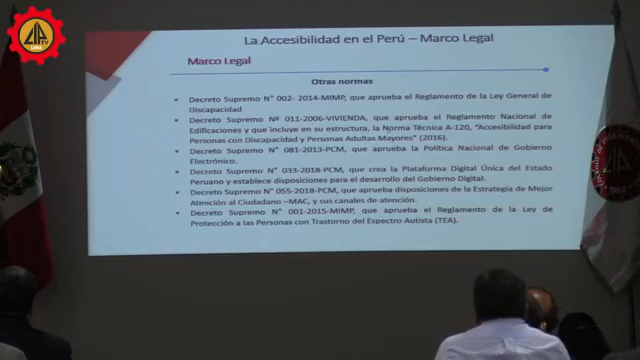 CIP
TV
LIMA
La Accesibilidad en el Perú – Marco Legal
Marco Legal
Otras normas
• Decreto Supremo N° 002- 2014-MIMP, que aprueba el Reglamento de la Ley General de
Discapacidad
• Decreto Supremo Nº 011-2006-VIVIENDA, que aprueba el Reglamento Nacional de
Edificaciones y que incluye en su estructura, la Norma Técnica A-120, "Accesibilidad para
Personas con Discapacidad y Personas Adultas Mayores" (2016).
• Decreto Supremo N° 081-2013-PCM, que aprueba la Política Nacional de Gobierno
Electrónico.
• Decreto Supremo N° 033-2018-PCM, que crea la Plataforma Digital Única del Estado
Peruano y establece disposiciones para el desarrollo del Gobierno Digital.
• Decreto Supremo N° 055-2018-PCM, que aprueba disposiciones de la Estrategia de Mejor
Atención al Ciudadano –MAC, y sus canales de atención.
• Decreto Supremo N° 001-2015-MIMP, que aprueba el Reglamento de la Ley de
Protección a las Personas con Trastorno del Espectro Autista (TEA).